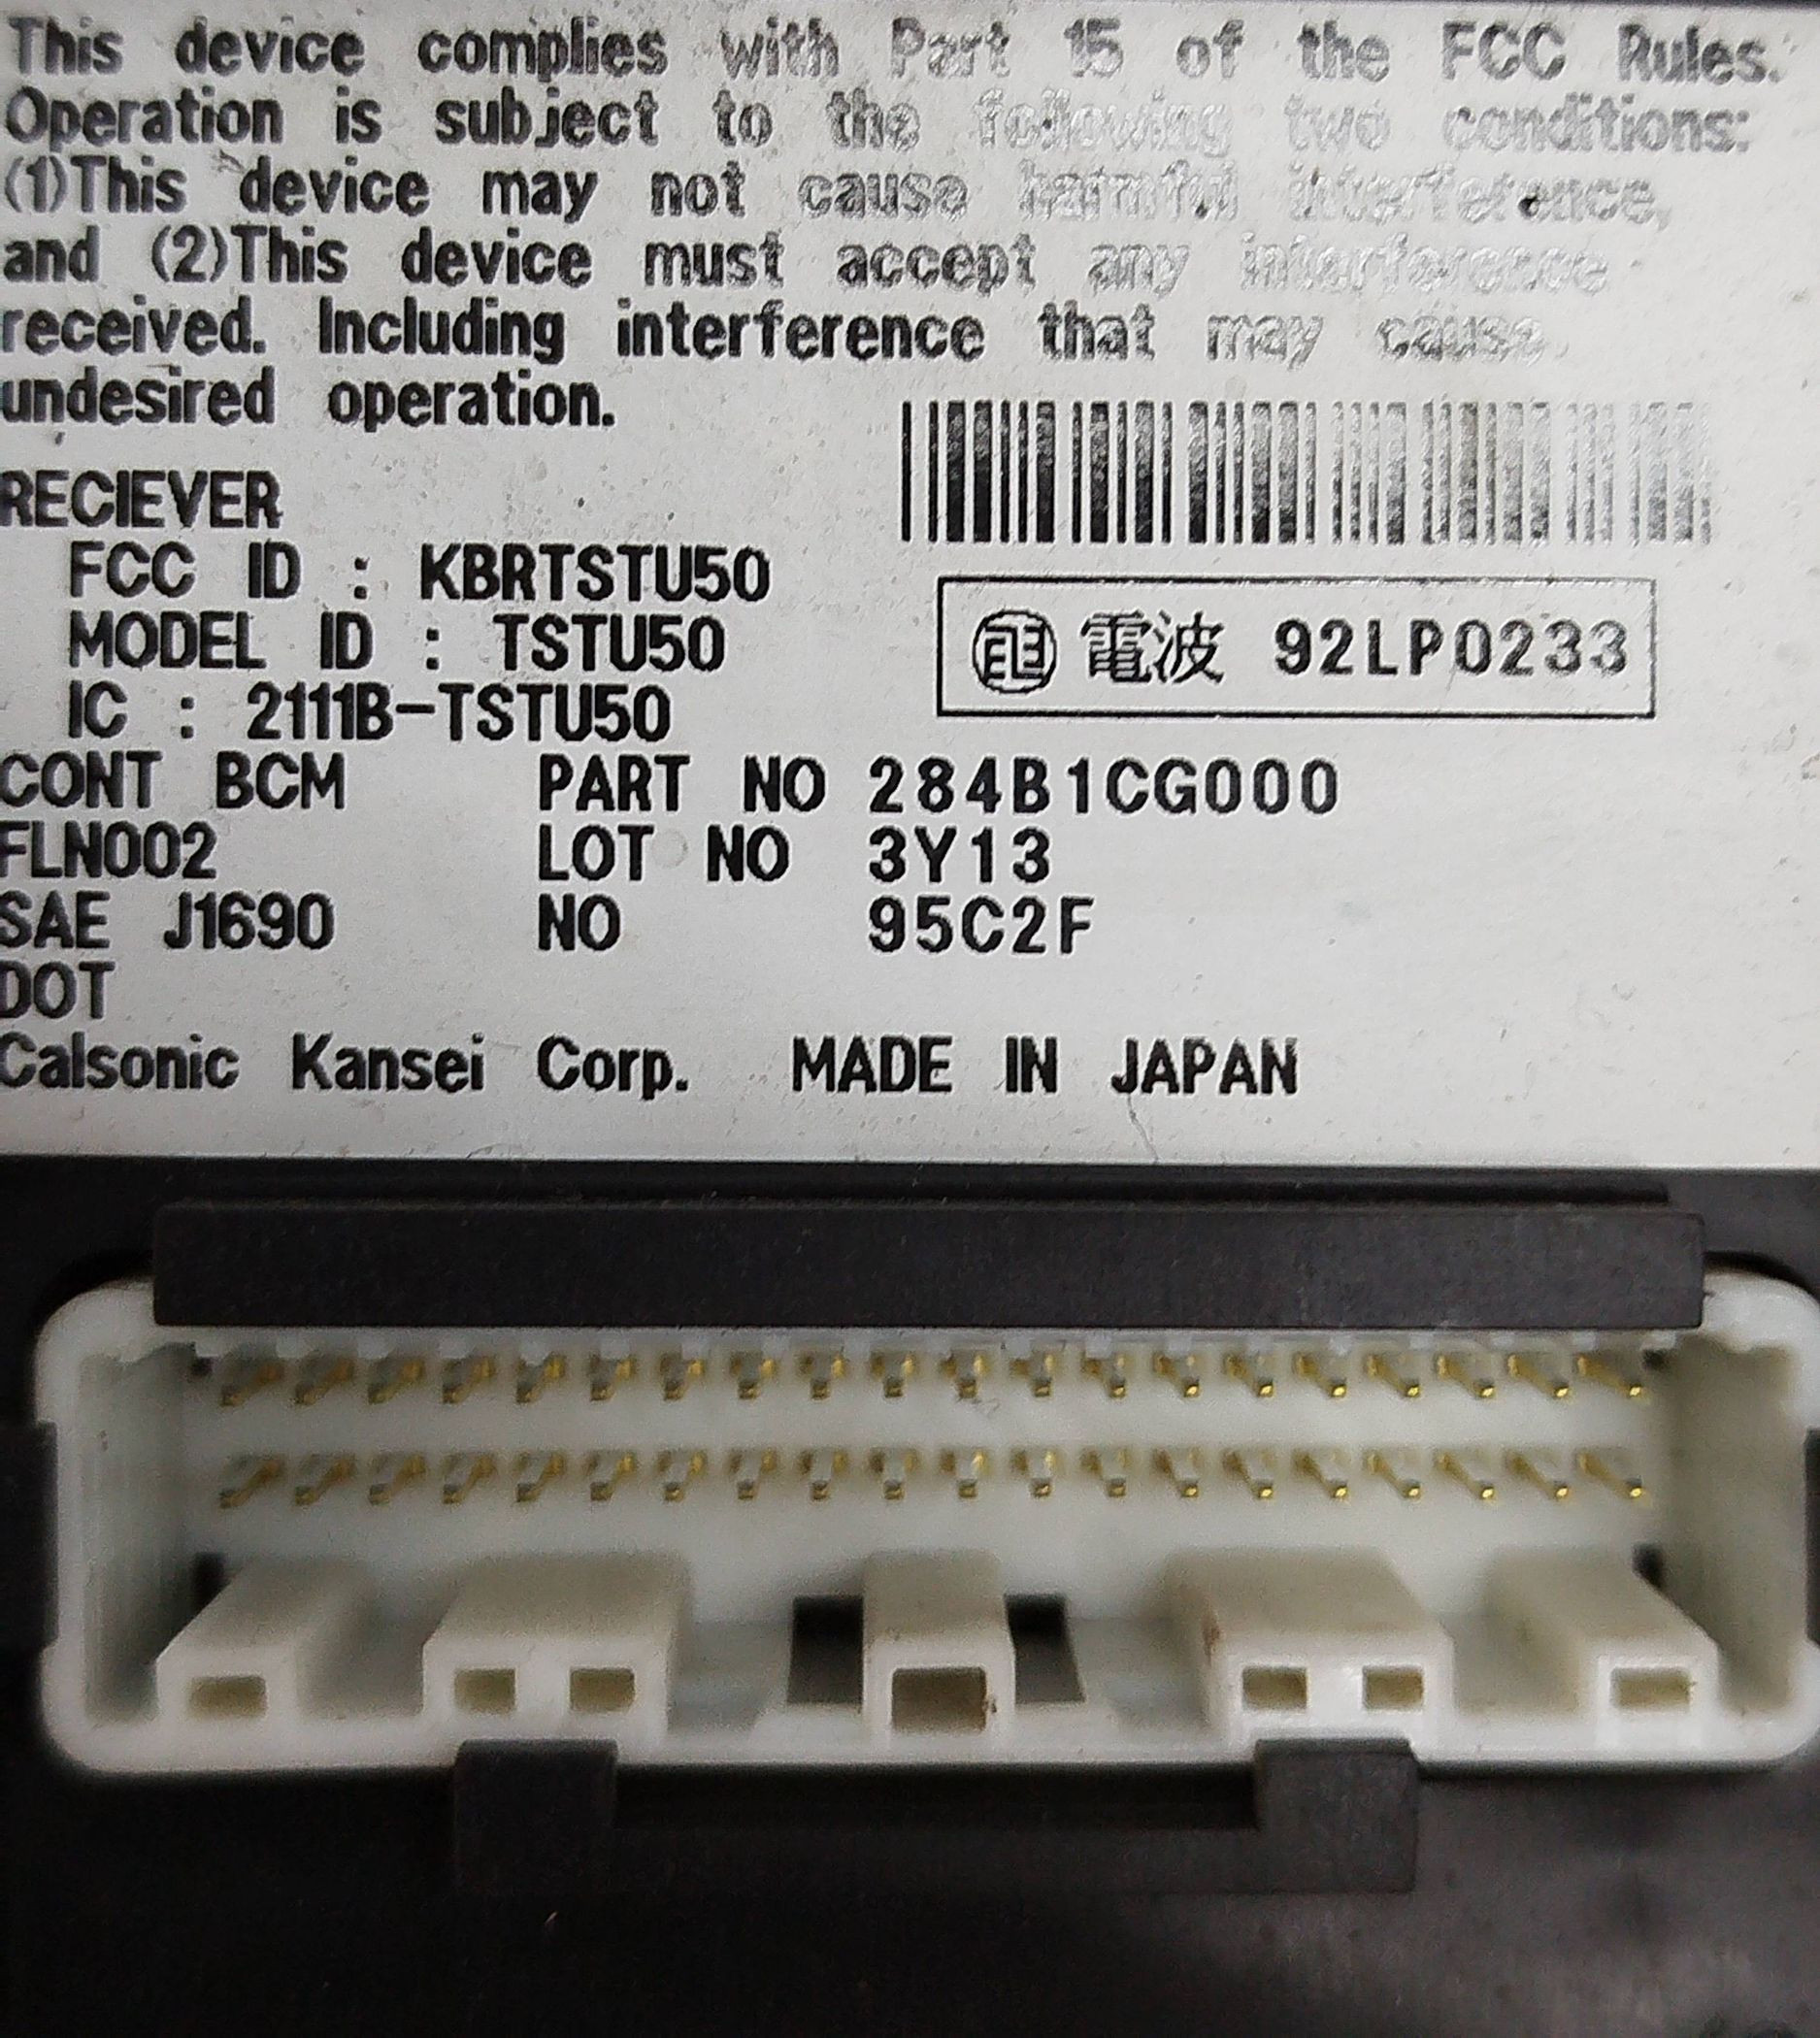 This device complies with Part 15 of the FCC Rules.
Operation is subject to the following two conditions:
(1)This device may not cause harmful interference,
and (2)This device must accept any interference
received. Including interference that may cause
undesired operation.
RECIEVER
FCC ID : KBRTSTU50
MODEL ID : TSTU50
IC : 2111B-TSTU50
電波 92LP0233
CONT BCM PART NO 284B1CG000
FLN002 LOT NO 3Y13
SAE J1690 NO 95C2F
DOT
Calsonic Kansei Corp. MADE IN JAPAN